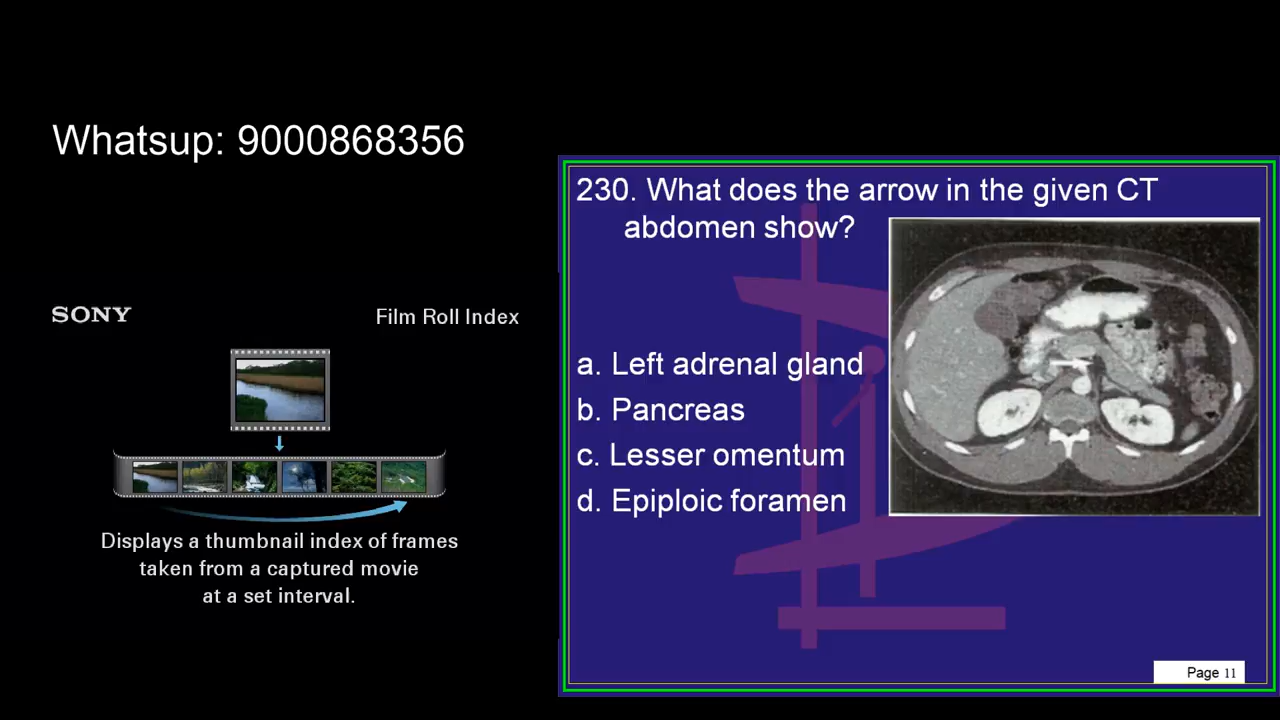 Whatsup: 9000868356
SONY
Film Roll Index
Displays a thumbnail index of frames
taken from a captured movie
at a set interval.
230. What does the arrow in the given CT
abdomen show?
a. Left adrenal gland
b. Pancreas
c. Lesser omentum
d. Epiploic foramen
Page 11